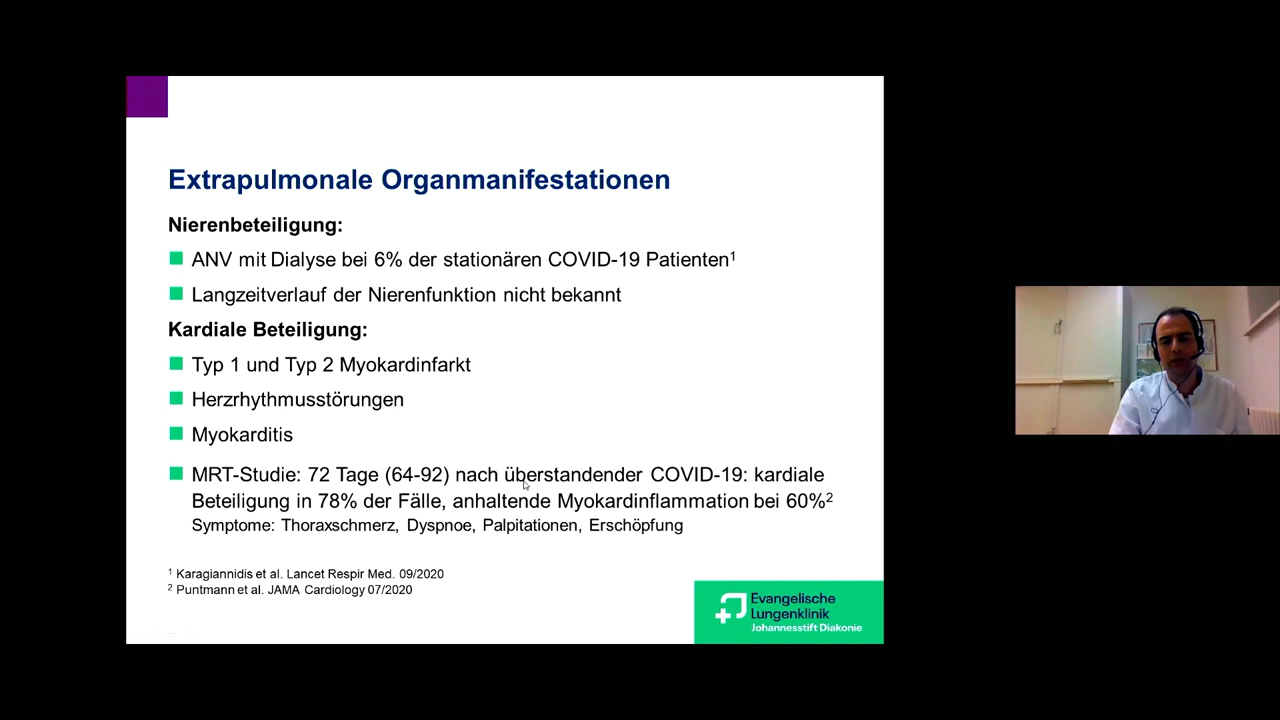 Extrapulmonale Organmanifestationen
Nierenbeteiligung:
ANV mit Dialyse bei 6% der stationären COVID-19 Patienten¹
Langzeitverlauf der Nierenfunktion nicht bekannt
Kardiale Beteiligung:
Typ 1 und Typ 2 Myokardinfarkt
Herzrhythmusstörungen
Myokarditis
MRT-Studie: 72 Tage (64-92) nach überstandender COVID-19: kardiale
Beteiligung in 78% der Fälle, anhaltende Myokardinflammation bei 60%²
Symptome: Thoraxschmerz, Dyspnoe, Palpitationen, Erschöpfung
¹ Karagiannidis et al. Lancet Respir Med. 09/2020
² Puntmann et al. JAMA Cardiology 07/2020
Evangelische
Lungenklinik
Johannesstift Diakonie